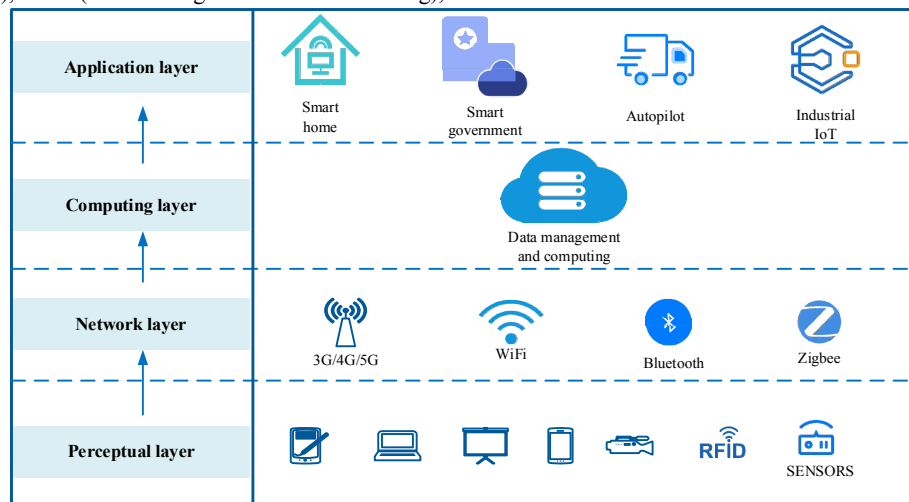 Application layer
Smart
home
Smart
government
Autopilot
Industrial
IoT
Computing layer
Data management
and computing
Network layer
3G/4G/5G
WiFi
Bluetooth
Zigbee
Perceptual layer
RFID
SENSORS